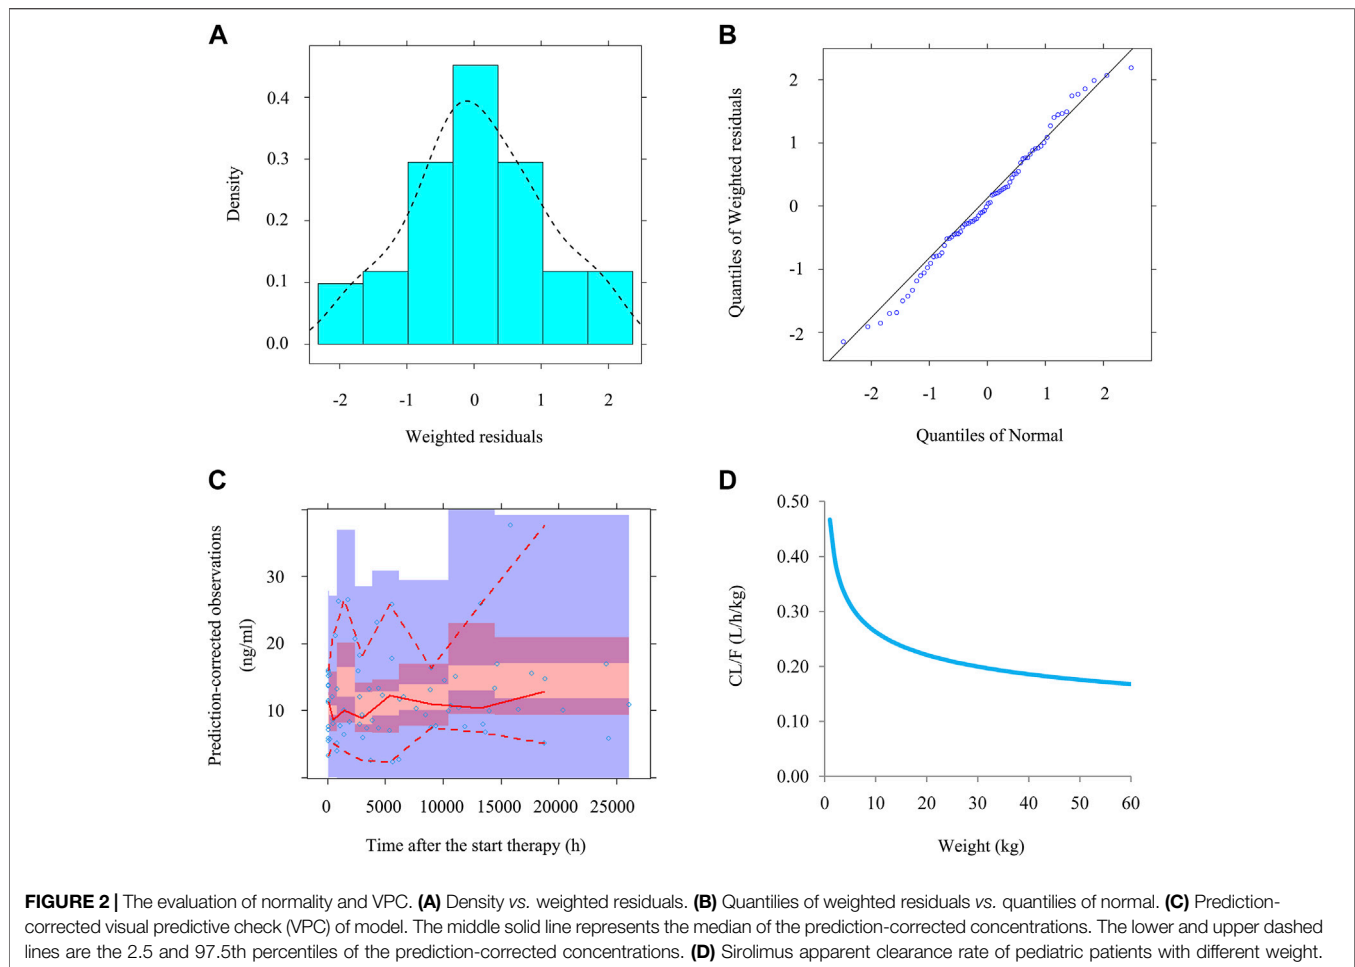 A
Density
0.4
0.3
0.2
0.1
0.0
-2 -1 0 1 2
Weighted residuals
B
Quantiles of Weighted residuals
2
1
0
-1
-2
-2 -1 0 1 2
Quantiles of Normal
C
Prediction-corrected observations
(ng/ml)
30
20
10
0 5000 10000 15000 20000 25000
Time after the start therapy (h)
D
CL/F (L/h/kg)
0.50
0.40
0.30
0.20
0.10
0.00
0 10 20 30 40 50 60
Weight (kg)
FIGURE 2 | The evaluation of normality and VPC. (A) Density vs. weighted residuals. (B) Quantilies of weighted residuals vs. quantilies of normal. (C) Prediction-
corrected visual predictive check (VPC) of model. The middle solid line represents the median of the prediction-corrected concentrations. The lower and upper dashed
lines are the 2.5 and 97.5th percentiles of the prediction-corrected concentrations. (D) Sirolimus apparent clearance rate of pediatric patients with different weight.